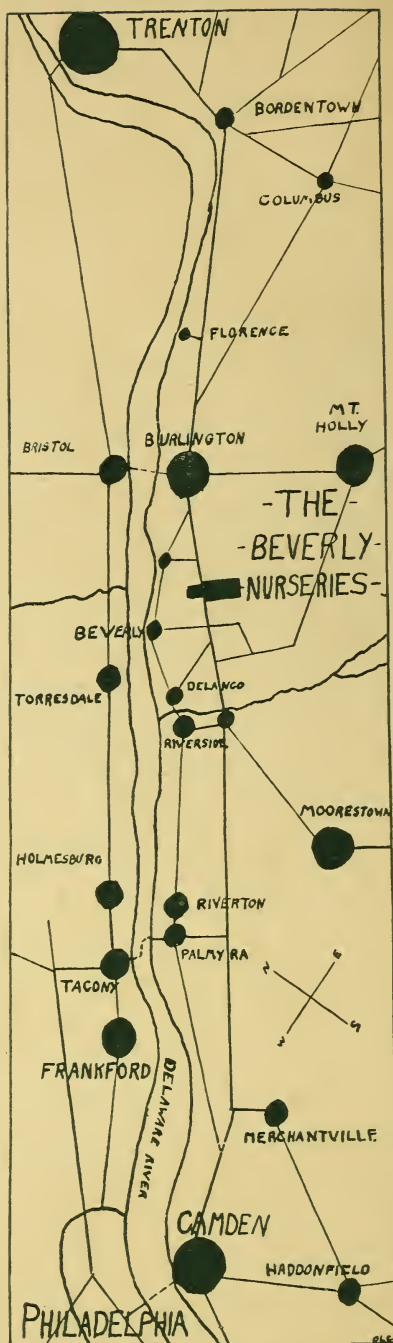 TRENTON
BORDENTOWN
COLUMBUS
FLORENCE
MT.
HOLLY
BRISTOL
BURLINGTON
-THE-
-BEVERLY-
-NURSERIES-
BEVERLY
DELANCO
TORRESDALE
RIVERSIDE
MOORESTOWN
HOLMESBURG
RIVERTON
PALMYRA
TACONY
N
E
S
W
FRANKFORD
DELAWARE RIVER
MERCHANTVILLE
CAMDEN
HADDONFIELD
PHILADELPHIA